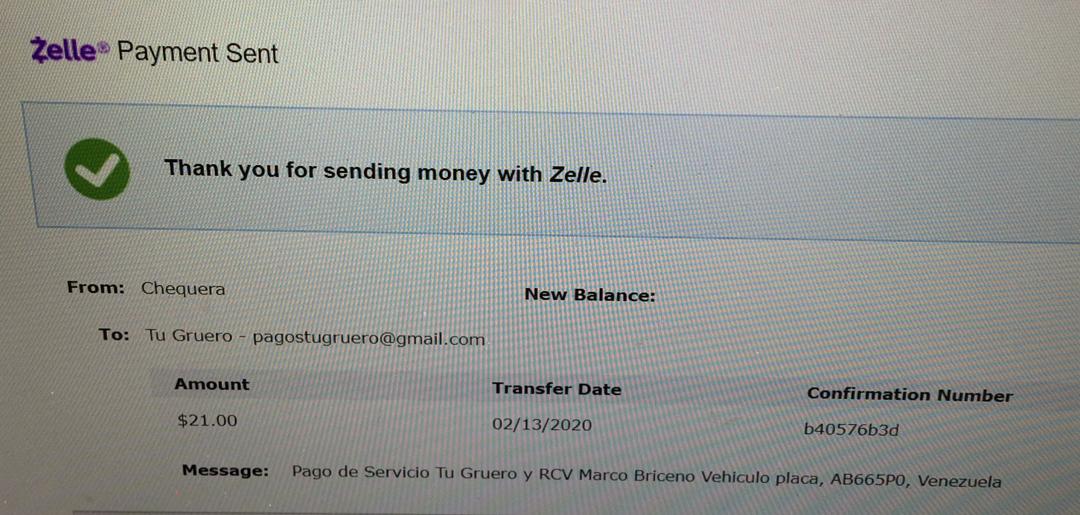 Zelle® Payment Sent
Thank you for sending money with Zelle.
From: Chequera
New Balance:
To: Tu Gruero - pagostugruero@gmail.com
Amount Transfer Date Confirmation Number
$21.00 02/13/2020 b40576b3d
Message: Pago de Servicio Tu Gruero y RCV Marco Briceno Vehiculo placa, AB665P0, Venezuela